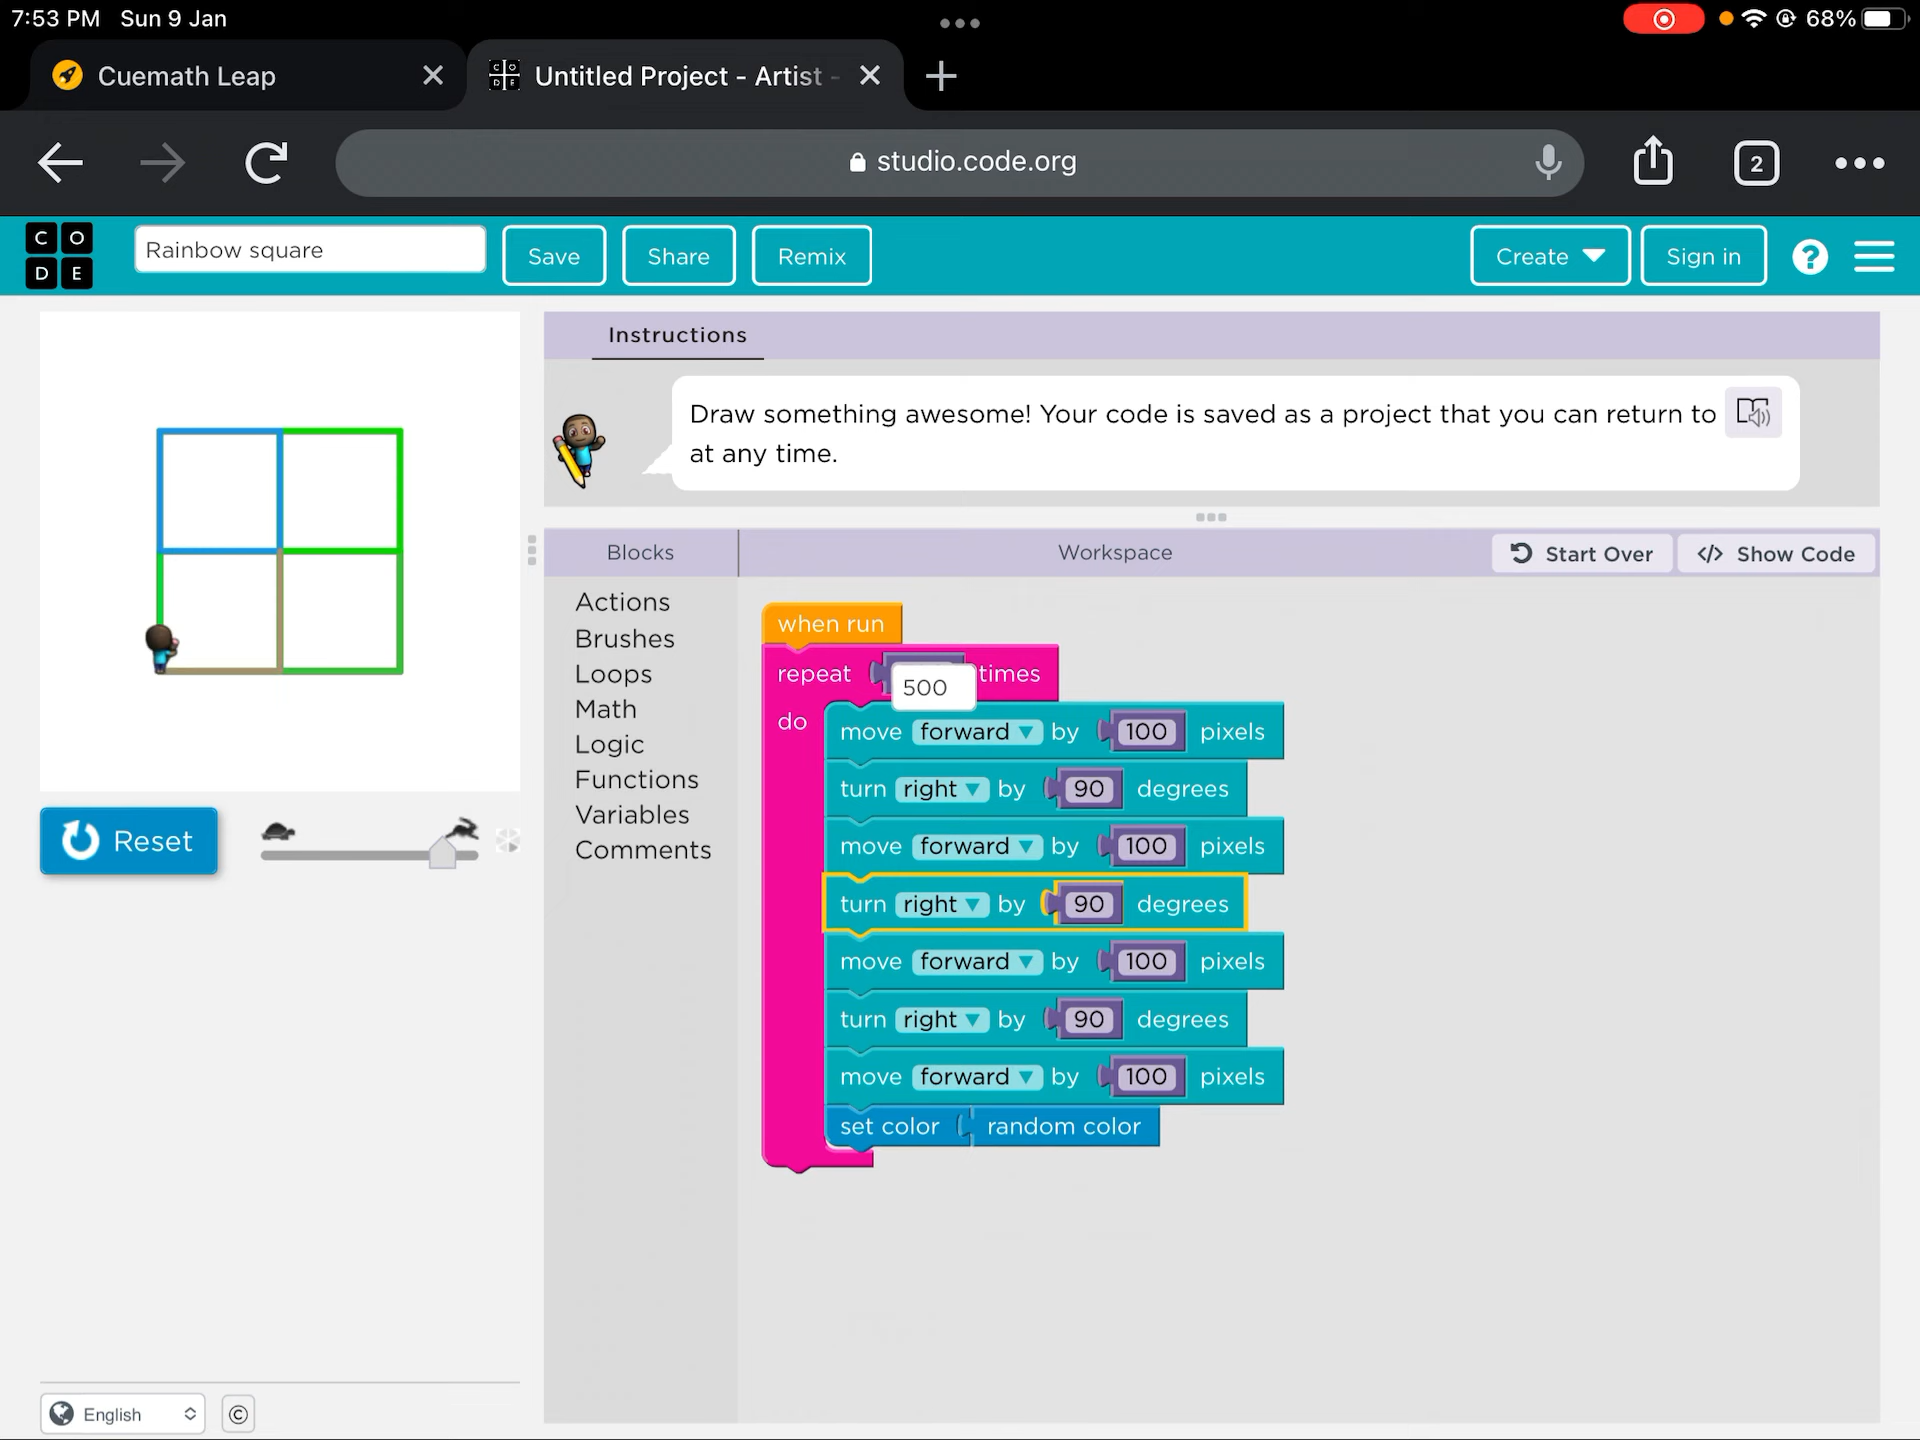 7:53 PM Sun 9 Jan
68%
Cuemath Leap
Untitled Project - Artist -
studio.code.org
2
CO
DE
Rainbow square
Save
Share
Remix
Create
Sign in
?
Instructions
Draw something awesome! Your code is saved as a project that you can return to
at any time.
Blocks
Workspace
Start Over
</> Show Code
Actions
Brushes
Loops
Math
Logic
Functions
Variables
Comments
when run
repeat 500 times
do
move forward by 100 pixels
turn right by 90 degrees
move forward by 100 pixels
turn right by 90 degrees
move forward by 100 pixels
turn right by 90 degrees
move forward by 100 pixels
set color random color
Reset
English
©